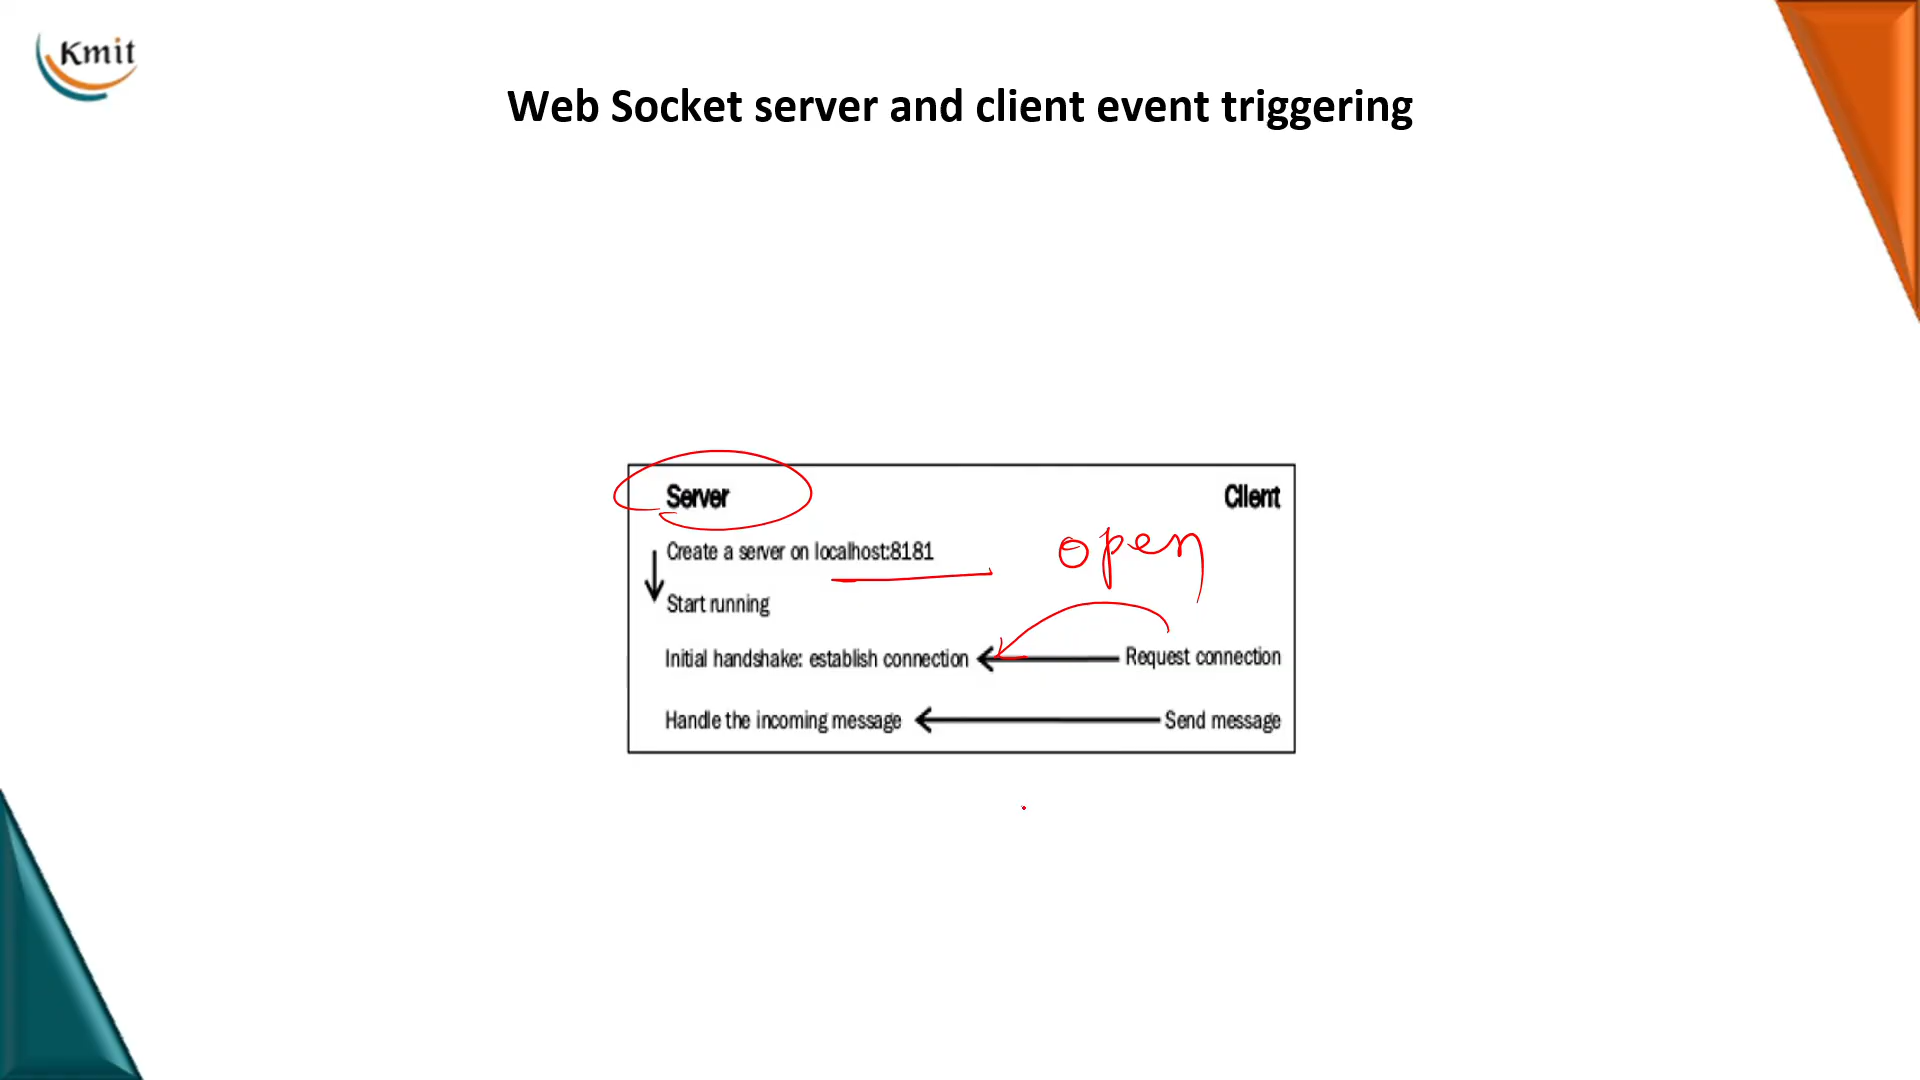 Kmit
Web Socket server and client event triggering
Server
Client
Create a server on localhost:8181
open
Start running
Initial handshake: establish connection
Request connection
Handle the incoming message
Send message